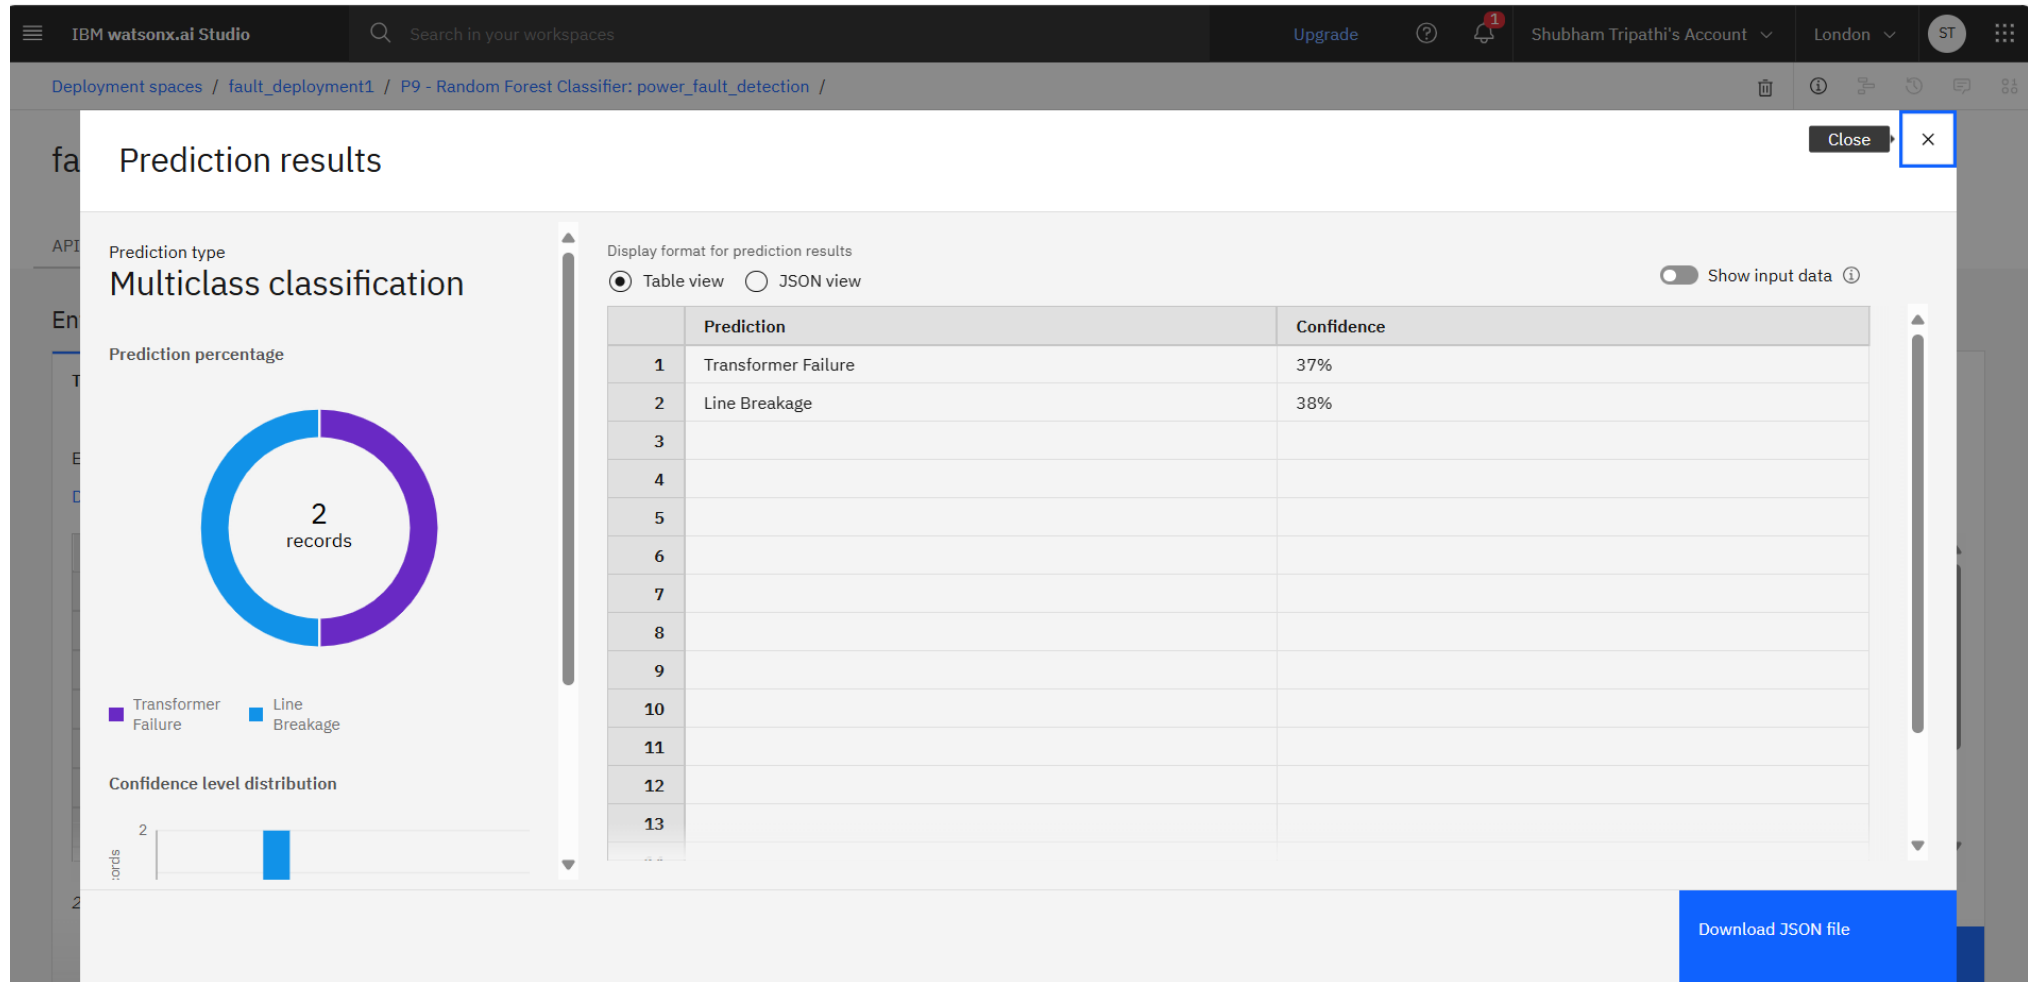 IBM watsonx.ai Studio
Search in your workspaces
Upgrade
1
Shubham Tripathi's Account
London
ST
Deployment spaces / fault_deployment1 / P9 - Random Forest Classifier: power_fault_detection /
fa
Prediction results
Close
API
Prediction type
Multiclass classification
Display format for prediction results
Table view
JSON view
Show input data
En
Prediction percentage
Prediction Confidence
1 Transformer Failure 37%
2 Line Breakage 38%
3
4
5
6
7
8
9
10
11
12
13
2
records
Transformer
Failure
Line
Breakage
Confidence level distribution
2
Download JSON file